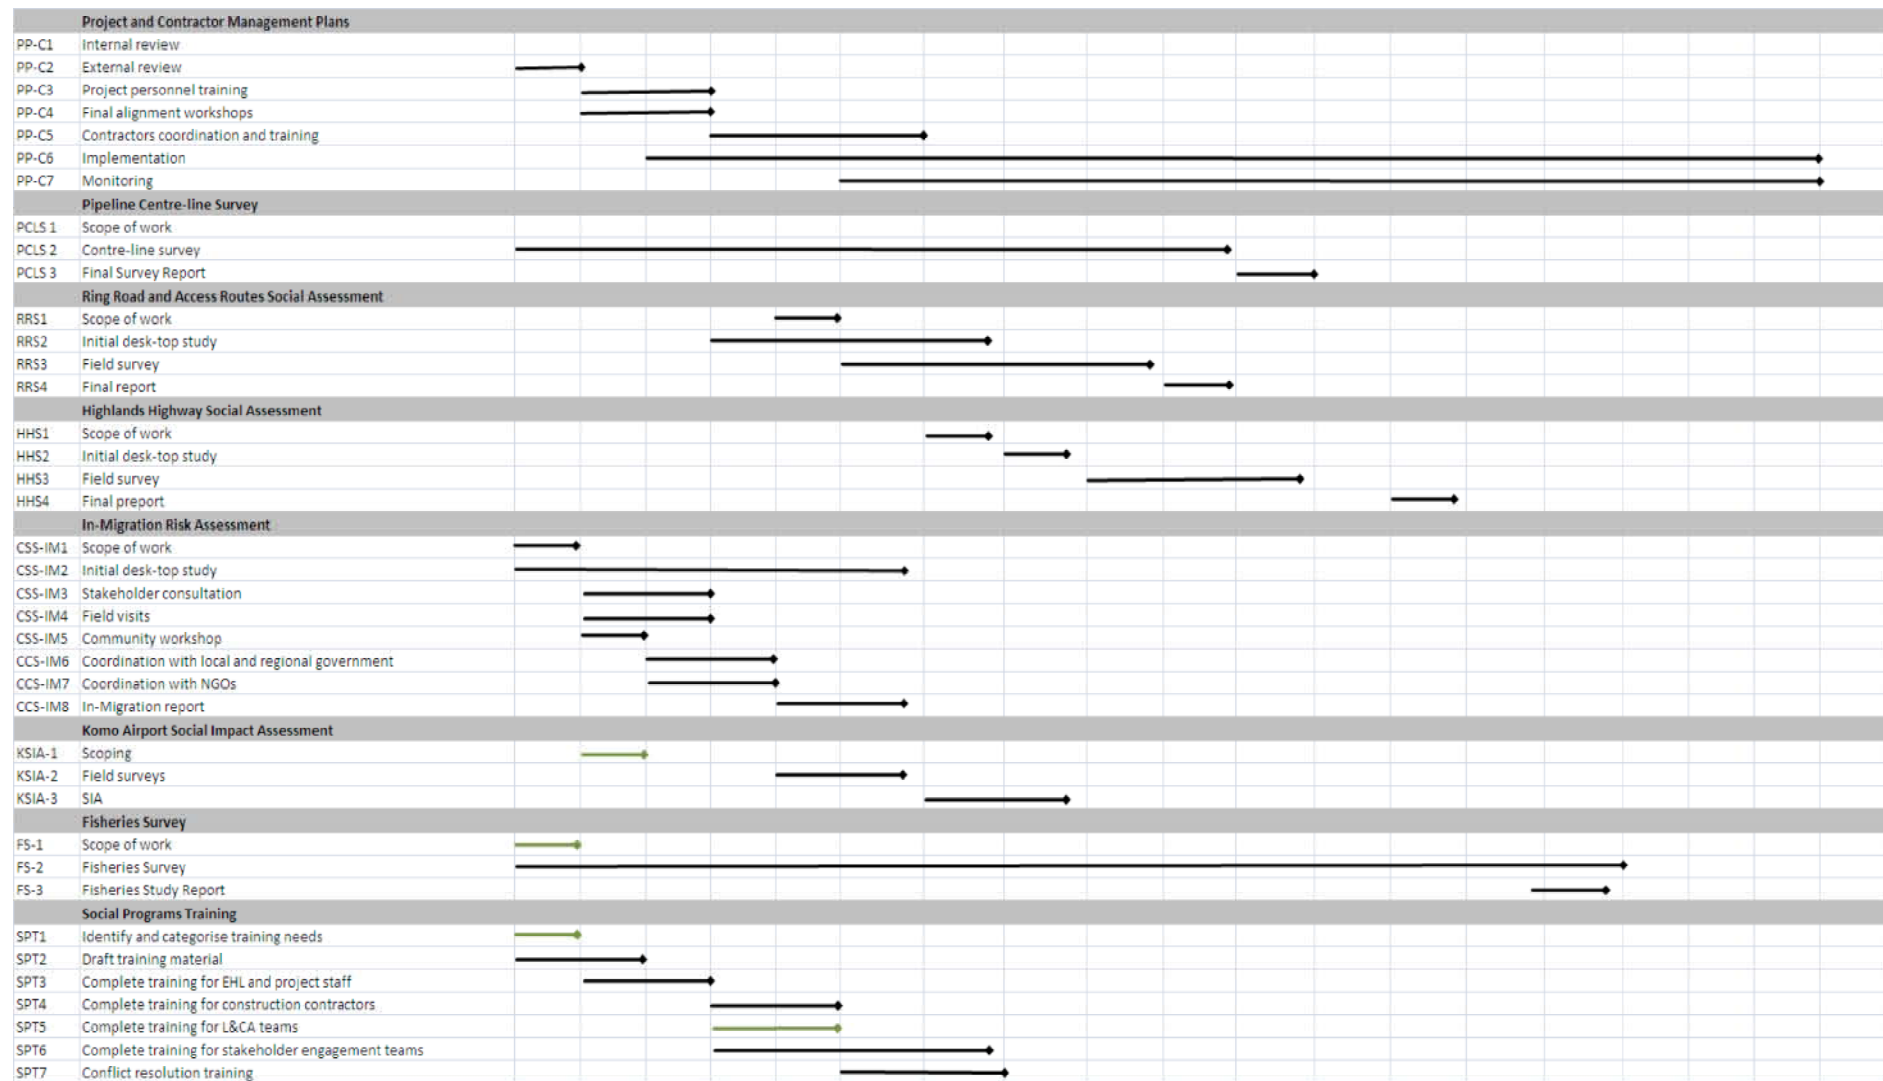 Project and Contractor Management Plans
PP-C1 Internal review
PP-C2 External review
PP-C3 Project personnel training
PP-C4 Final alignment workshops
PP-C5 Contractors coordination and training
PP-C6 Implementation
PP-C7 Monitoring
Pipeline Centre-line Survey
PCLS 1 Scope of work
PCLS 2 Contre-line survey
PCLS 3 Final Survey Report
Ring Road and Access Routes Social Assessment
RRS1 Scope of work
RRS2 Initial desk-top study
RRS3 Field survey
RRS4 Final report
Highlands Highway Social Assessment
HHS1 Scope of work
HHS2 Initial desk-top study
HHS3 Field survey
HHS4 Final preport
In-Migration Risk Assessment
CSS-IM1 Scope of work
CSS-IM2 Initial desk-top study
CSS-IM3 Stakeholder consultation
CSS-IM4 Field visits
CSS-IM5 Community workshop
CCS-IM6 Coordination with local and regional government
CCS-IM7 Coordination with NGOs
CCS-IM8 In-Migration report
Komo Airport Social Impact Assessment
KSIA-1 Scoping
KSIA-2 Field surveys
KSIA-3 SIA
Fisheries Survey
FS-1 Scope of work
FS-2 Fisheries Survey
FS-3 Fisheries Study Report
Social Programs Training
SPT1 Identify and categorise training needs
SPT2 Draft training material
SPT3 Complete training for EHL and project staff
SPT4 Complete training for construction contractors
SPT5 Complete training for L&CA teams
SPT6 Complete training for stakeholder engagement teams
SPT7 Conflict resolution training